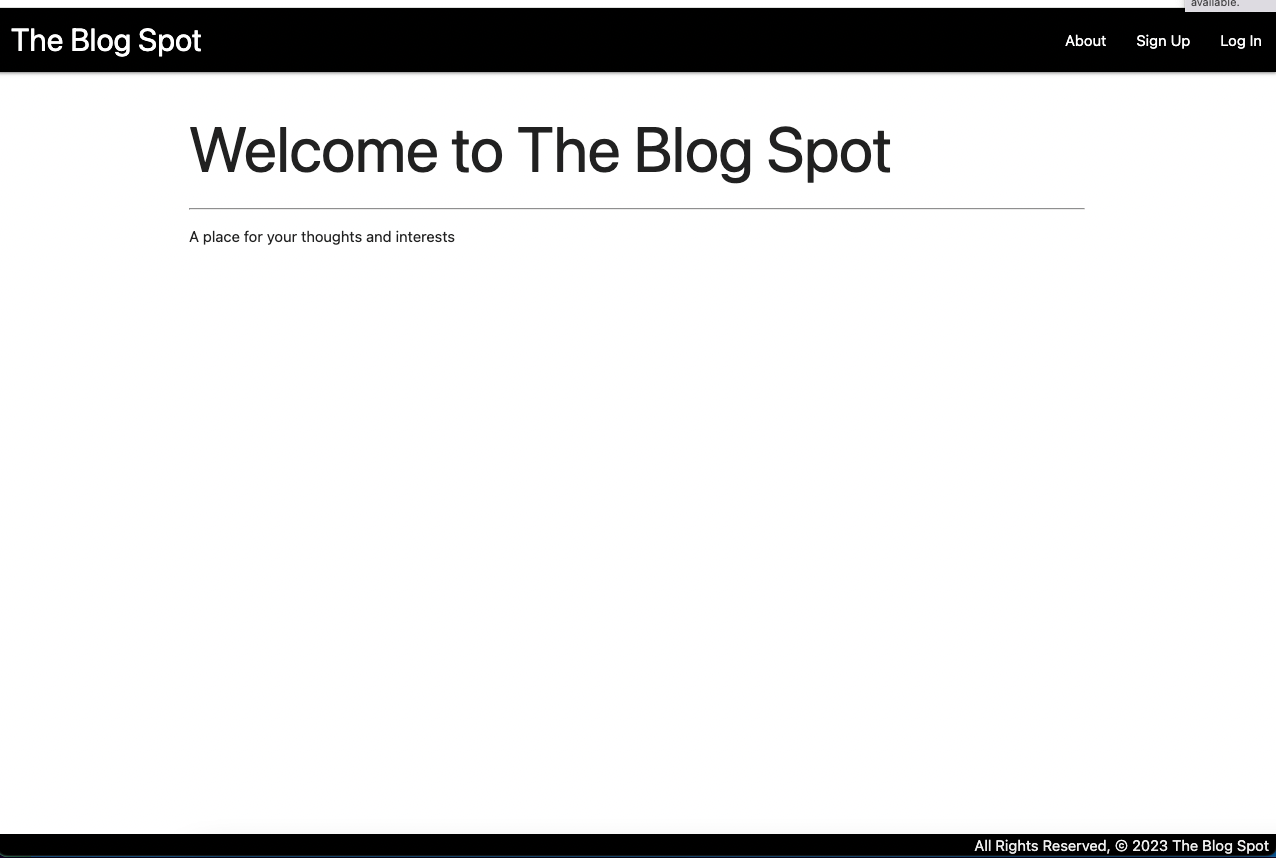 available.
The Blog Spot
About Sign Up Log In
Welcome to The Blog Spot
A place for your thoughts and interests
All Rights Reserved, © 2023 The Blog Spot